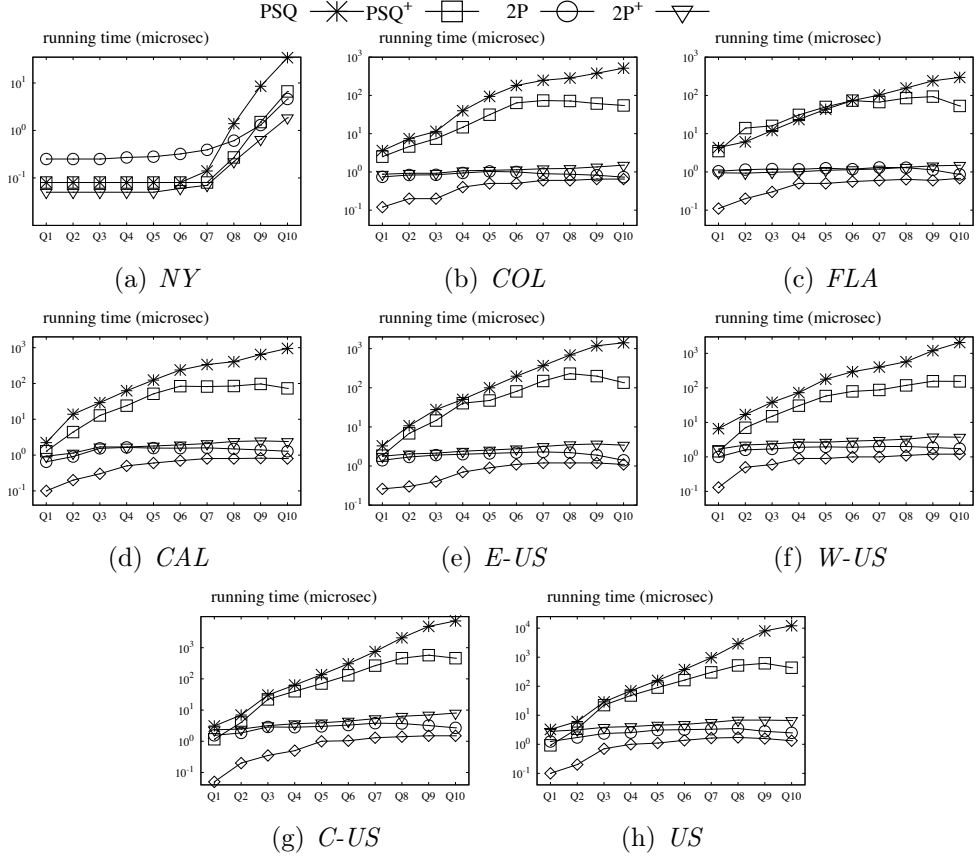 PSQ PSQ+ 2P 2P+
running time (microsec) running time (microsec) running time (microsec)
10^1 10^0 10^-1
Q1 Q2 Q3 Q4 Q5 Q6 Q7 Q8 Q9 Q10
10^3 10^2 10^1 10^0 10^-1
Q1 Q2 Q3 Q4 Q5 Q6 Q7 Q8 Q9 Q10
10^3 10^2 10^1 10^0 10^-1
Q1 Q2 Q3 Q4 Q5 Q6 Q7 Q8 Q9 Q10
(a) NY (b) COL (c) FLA
running time (microsec) running time (microsec) running time (microsec)
10^3 10^2 10^1 10^0 10^-1
Q1 Q2 Q3 Q4 Q5 Q6 Q7 Q8 Q9 Q10
10^3 10^2 10^1 10^0 10^-1
Q1 Q2 Q3 Q4 Q5 Q6 Q7 Q8 Q9 Q10
10^3 10^2 10^1 10^0 10^-1
Q1 Q2 Q3 Q4 Q5 Q6 Q7 Q8 Q9 Q10
(d) CAL (e) E-US (f) W-US
running time (microsec) running time (microsec)
10^3 10^2 10^1 10^0 10^-1
Q1 Q2 Q3 Q4 Q5 Q6 Q7 Q8 Q9 Q10
10^4 10^3 10^2 10^1 10^0 10^-1
Q1 Q2 Q3 Q4 Q5 Q6 Q7 Q8 Q9 Q10
(g) C-US (h) US